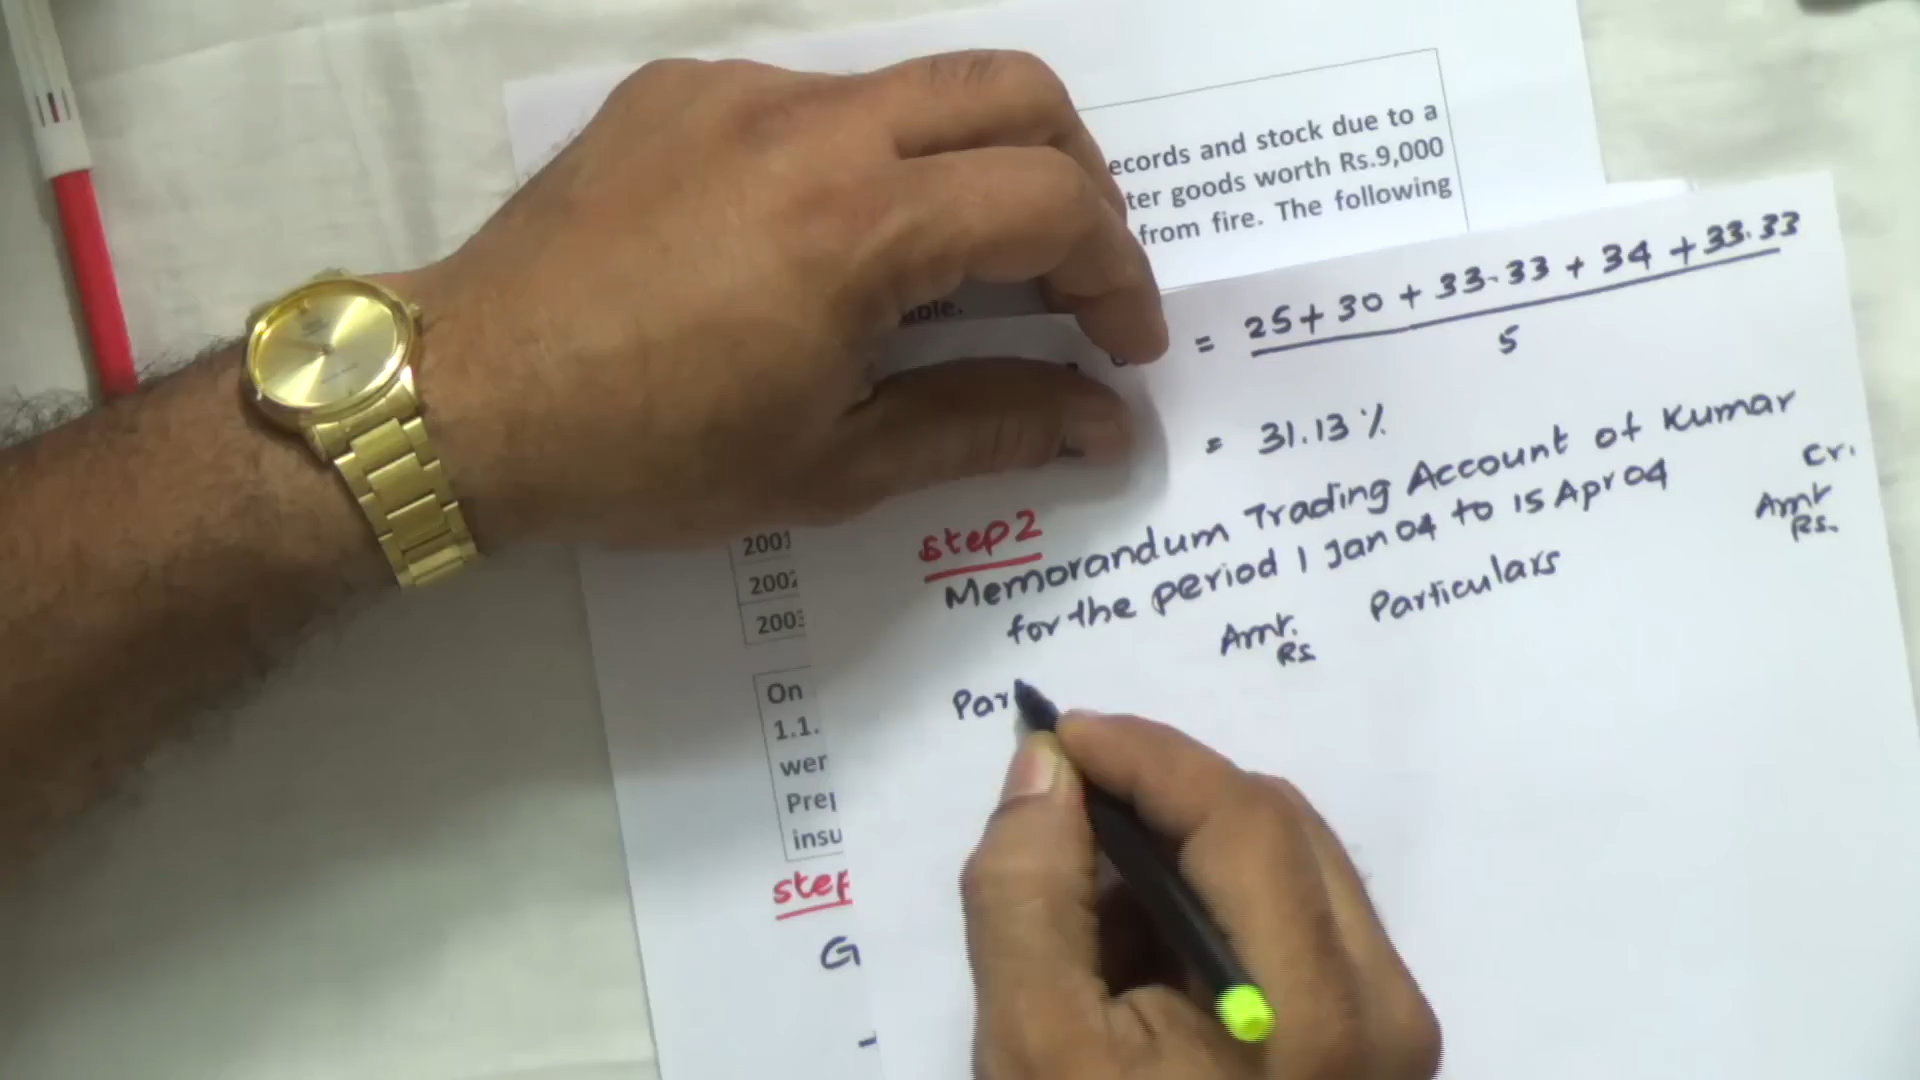 ecords and stock due to a
ter goods worth Rs.9,000
from fire. The following
= 25 + 30 + 33.33 + 34 + 33.33
5
= 31.13 %
step 2
Memorandum Trading Account of Kumar
for the period 1 Jan 04 to 15 Apr 04
Cr.
Amt. Rs. Particulars Amt Rs.
Par
2001
2002
2003
On
1.1.
wer
Prep
insu
step
G